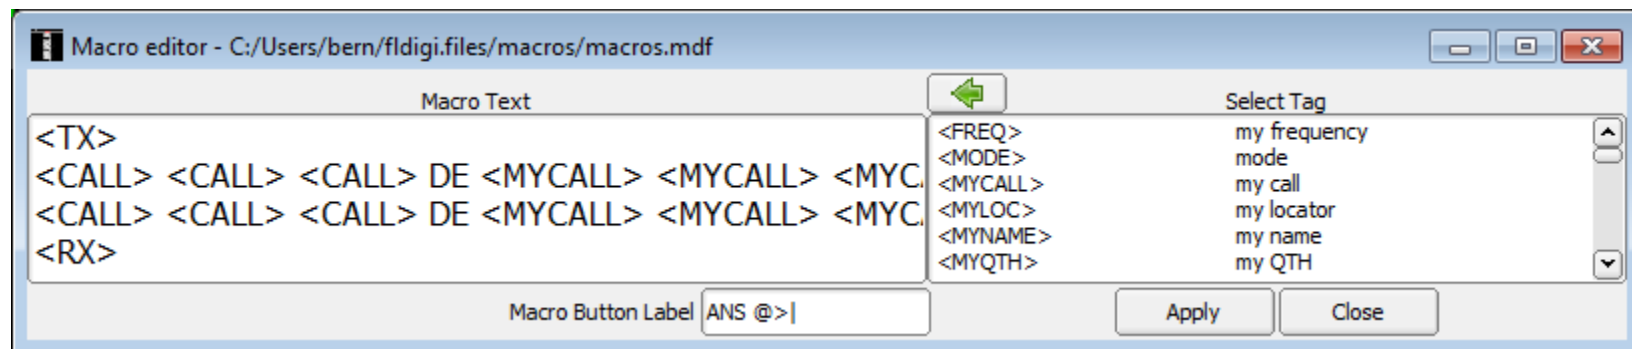 Macro editor - C:/Users/bern/fldigi.files/macros/macros.mdf
Macro Text
<TX>
<CALL> <CALL> <CALL> DE <MYCALL> <MYCALL> <MYC
<CALL> <CALL> <CALL> DE <MYCALL> <MYCALL> <MYC
<RX>
Select Tag
<FREQ> my frequency
<MODE> mode
<MYCALL> my call
<MYLOC> my locator
<MYNAME> my name
<MYQTH> my QTH
Macro Button Label ANS @>
Apply Close